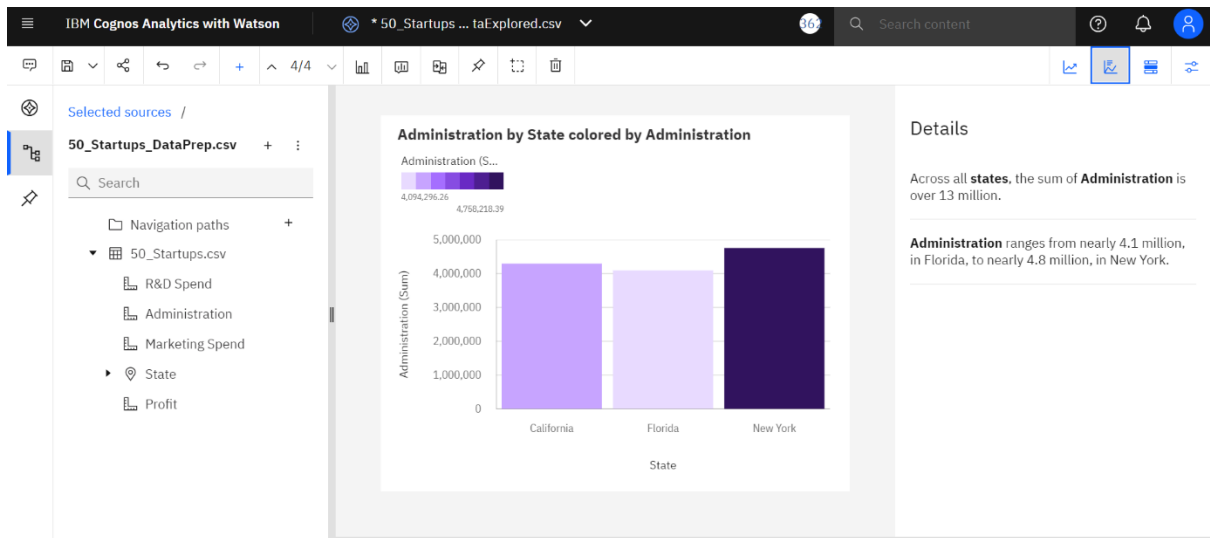 IBM Cognos Analytics with Watson
* 50_Startups ... taExplored.csv
362
Search content
4/4
Selected sources /
50_Startups_DataPrep.csv
Search
Navigation paths
50_Startups.csv
R&D Spend
Administration
Marketing Spend
State
Profit
Administration by State colored by Administration
Administration (S...
4,094,296.26
4,758,218.39
Administration (Sum)
5,000,000
4,000,000
3,000,000
2,000,000
1,000,000
0
California
Florida
New York
State
Details
Across all states, the sum of Administration is
over 13 million.
Administration ranges from nearly 4.1 million,
in Florida, to nearly 4.8 million, in New York.